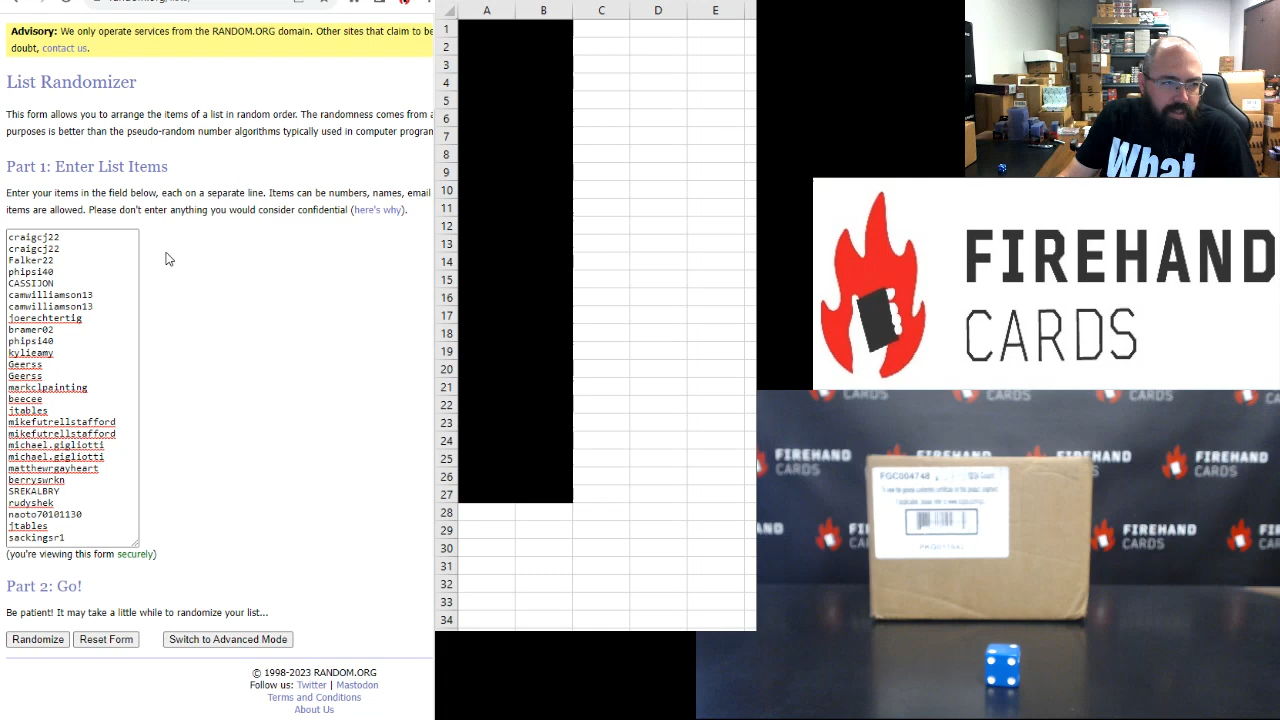 Advisory: We only operate services from the RANDOM.ORG domain. Other sites that claim to be
doubt, contact us.
List Randomizer
This form allows you to arrange the items of a list in random order. The randomness comes from
purposes is better than the pseudo-random number algorithms typically used in computer program
Part 1: Enter List Items
Enter your items in the field below, each on a separate line. Items can be numbers, names, email
items are allowed. Please don't enter anything you would consider confidential (here's why).
craigcj22
craigcj22
Falker22
phipsi40
CASSIJON
camwilliamson13
camwilliamson13
joerechtertig
bramer02
phipsi40
kylieamy
Geerss
Geerss
markclpainting
beecee
jtables
mikefutrellstafford
mikefutrellstafford
michael.gigliotti
michael.gigliotti
matthewrgayheart
berryswrkn
SREKALBRY
rudyshek
naoto70101130
jtables
sackingsr1
(you're viewing this form securely)
Part 2: Go!
Be patient! It may take a little while to randomize your list...
Randomize
Reset Form
Switch to Advanced Mode
© 1998-2023 RANDOM.ORG
Follow us: Twitter | Mastodon
Terms and Conditions
About Us
A B C D E
1
2
3
4
5
6
7
8
9
10
11
12
13
14
15
16
17
18
19
20
21
22
23
24
25
26
27
28
29
30
31
32
33
34
What
FIREHAND
CARDS
CARDS
CARDS
CARDS
FIREHAND
CARDS
FIREHAND
CARDS
FGC004748
FIREHAND
CARDS
FIREHAND
CARDS